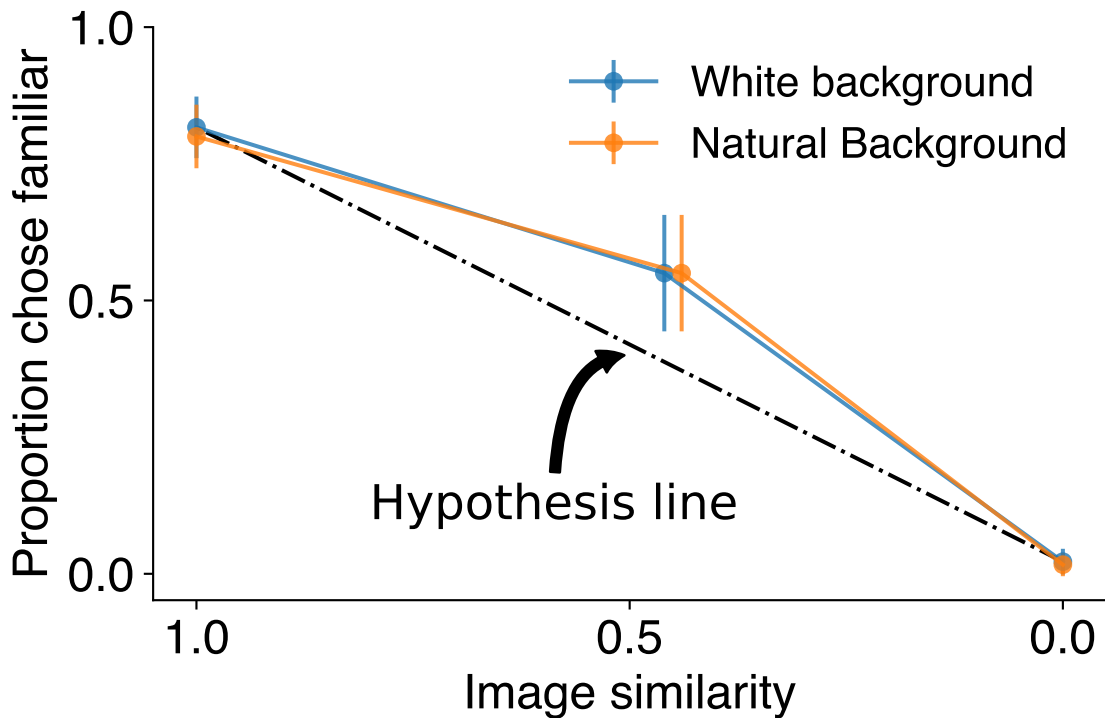 Proportion chose familiar
1.0
0.5
0.0
White background
Natural Background
Hypothesis line
1.0
0.5
0.0
Image similarity